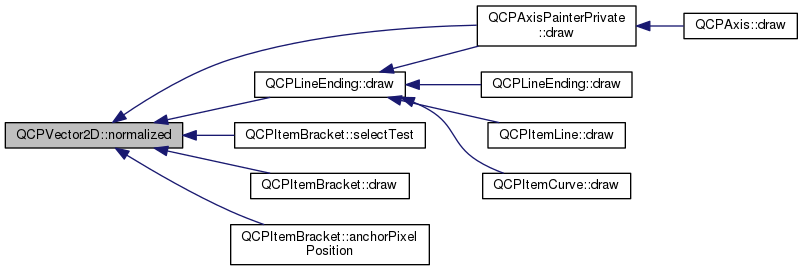 QCPVector2D::normalized
QCPAxisPainterPrivate
::draw
QCPAxis::draw
QCPLineEnding::draw
QCPLineEnding::draw
QCPItemLine::draw
QCPItemCurve::draw
QCPItemBracket::selectTest
QCPItemBracket::draw
QCPItemBracket::anchorPixel
Position